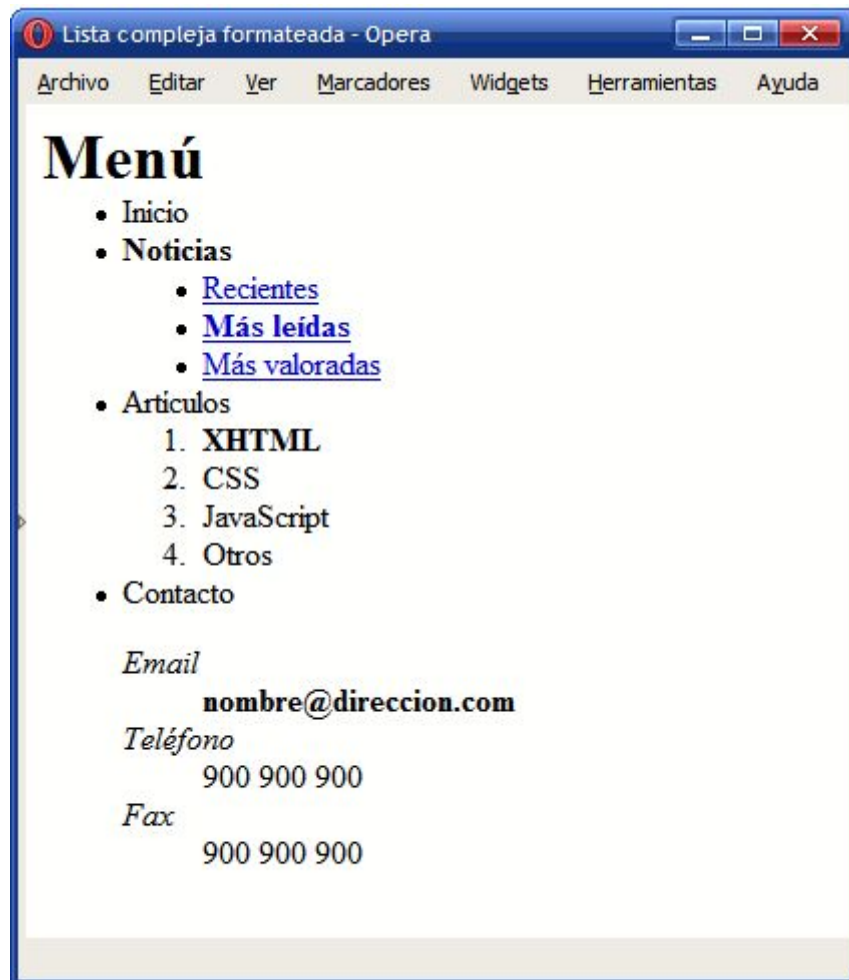 Lista compleja formateada - Opera
Archivo Editar Ver Marcadores Widgets Herramientas Ayuda
Menú
• Inicio
• Noticias
• Recientes
• Más leídas
• Más valoradas
• Artículos
1. XHTML
2. CSS
3. JavaScript
4. Otros
• Contacto
Email
nombre@direccion.com
Teléfono
900 900 900
Fax
900 900 900